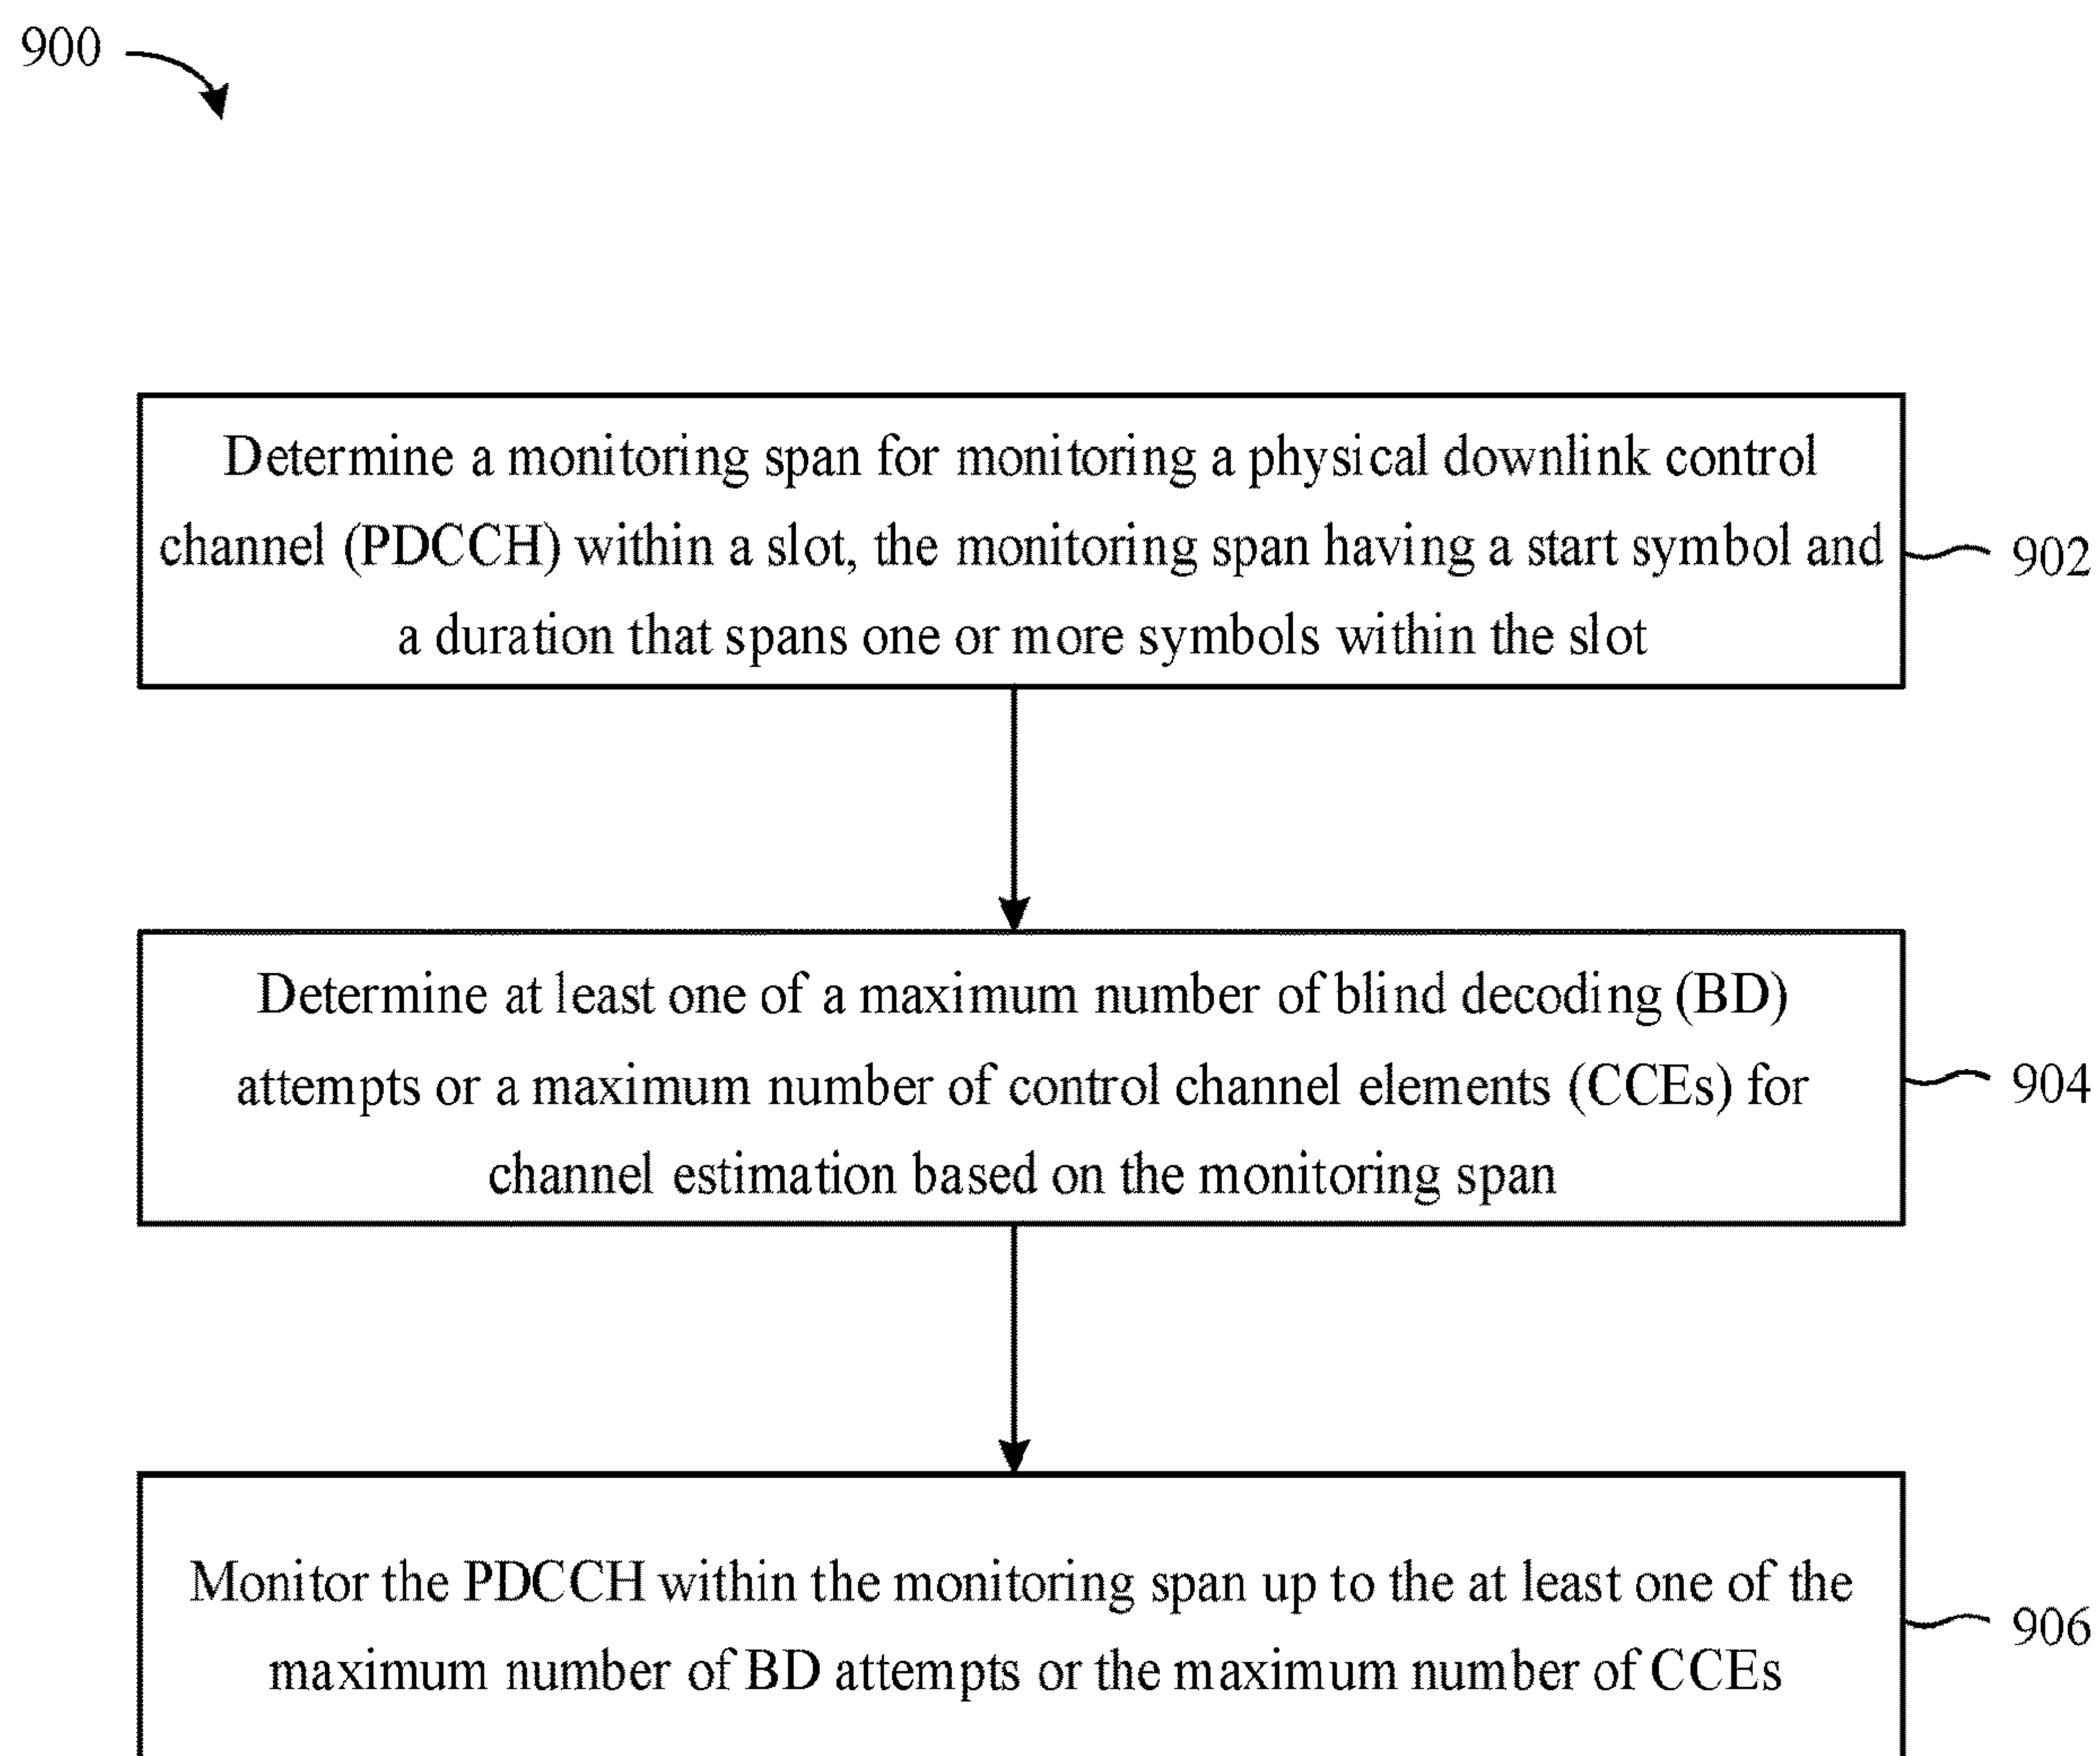 900
Determine a monitoring span for monitoring a physical downlink control
channel (PDCCH) within a slot, the monitoring span having a start symbol and
a duration that spans one or more symbols within the slot
902
Determine at least one of a maximum number of blind decoding (BD)
attempts or a maximum number of control channel elements (CCEs) for
channel estimation based on the monitoring span
904
Monitor the PDCCH within the monitoring span up to the at least one of the
maximum number of BD attempts or the maximum number of CCEs
906